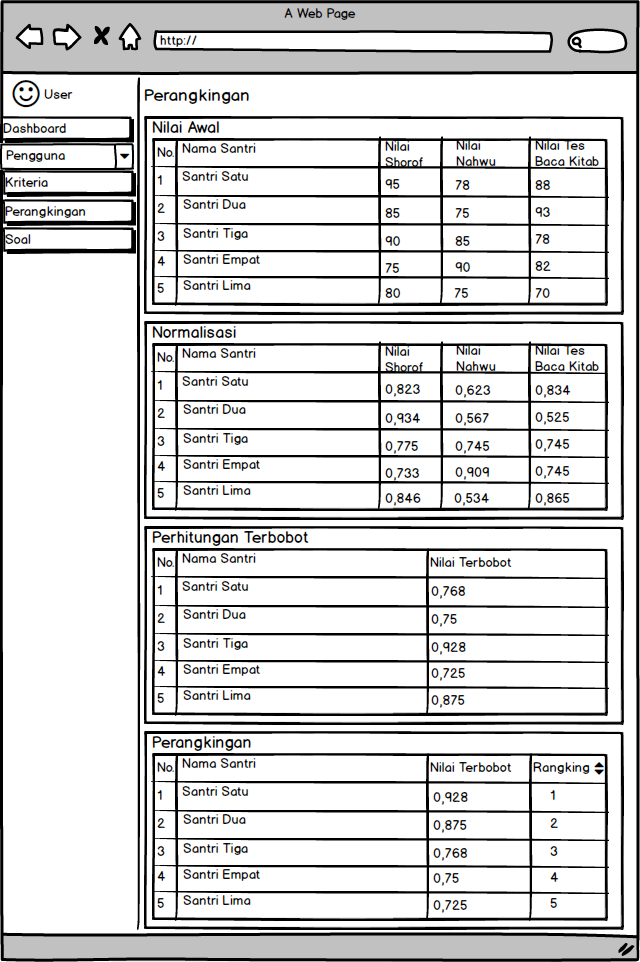 A Web Page
http://
User
Dashboard
Pengguna
Kriteria
Perangkingan
Soal
Perangkingan
Nilai Awal
No. Nama Santri Nilai Shorof Nilai Nahwu Nilai Tes Baca Kitab
1 Santri Satu 95 78 88
2 Santri Dua 85 75 93
3 Santri Tiga 90 85 78
4 Santri Empat 75 90 82
5 Santri Lima 80 75 70
Normalisasi
No. Nama Santri Nilai Shorof Nilai Nahwu Nilai Tes Baca Kitab
1 Santri Satu 0,823 0,623 0,834
2 Santri Dua 0,934 0,567 0,525
3 Santri Tiga 0,775 0,745 0,745
4 Santri Empat 0,733 0,909 0,745
5 Santri Lima 0,846 0,534 0,865
Perhitungan Terbobot
No. Nama Santri Nilai Terbobot
1 Santri Satu 0,768
2 Santri Dua 0,75
3 Santri Tiga 0,928
4 Santri Empat 0,725
5 Santri Lima 0,875
Perangkingan
No. Nama Santri Nilai Terbobot Rangking
1 Santri Satu 0,928 1
2 Santri Dua 0,875 2
3 Santri Tiga 0,768 3
4 Santri Empat 0,75 4
5 Santri Lima 0,725 5